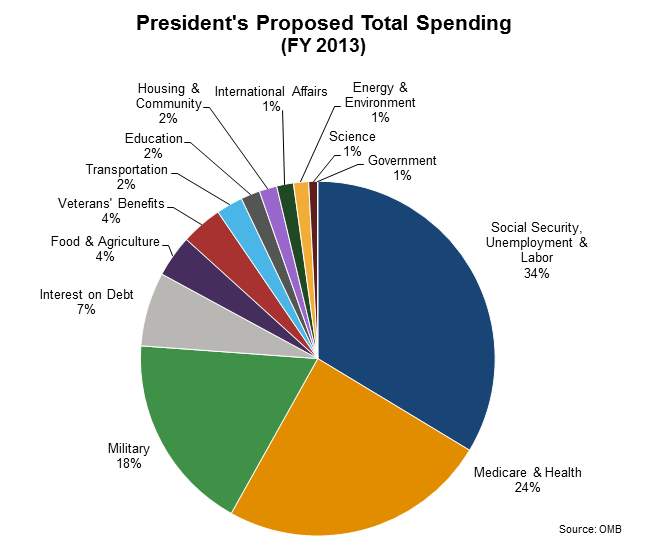 President's Proposed Total Spending
(FY 2013)
Housing &
Community
2%
International Affairs
1%
Energy &
Environment
1%
Education
2%
Science
1%
Transportation
2%
Government
1%
Veterans' Benefits
4%
Food & Agriculture
4%
Interest on Debt
7%
Social Security,
Unemployment &
Labor
34%
Military
18%
Medicare & Health
24%
Source: OMB